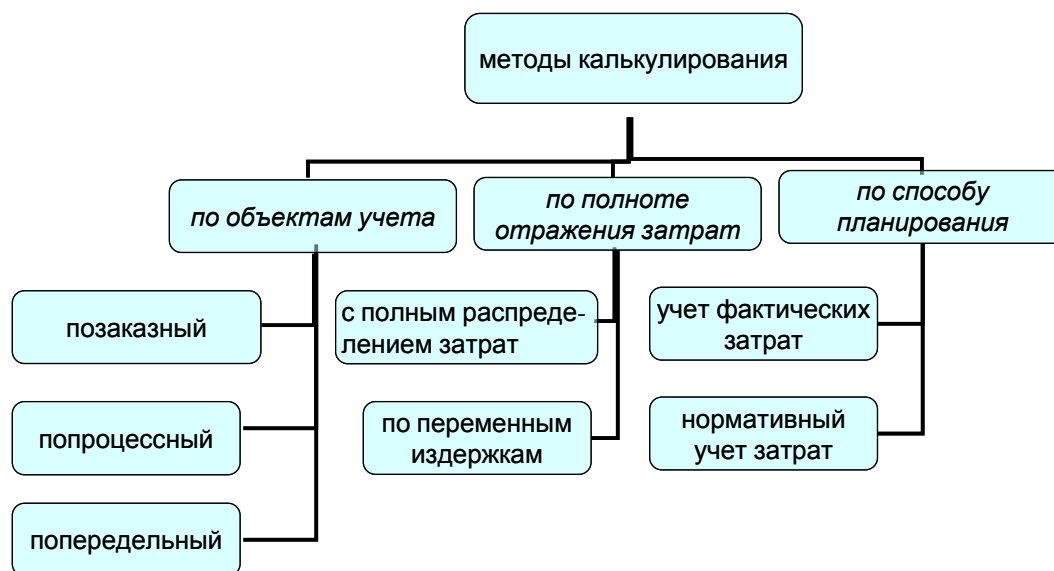 методы калькулирования
по объектам учета
по полноте
отражения затрат
по способу
планирования
позаказный
с полным распреде-
лением затрат
учет фактических
затрат
попроцессный
по переменным
издержкам
нормативный
учет затрат
попередельный